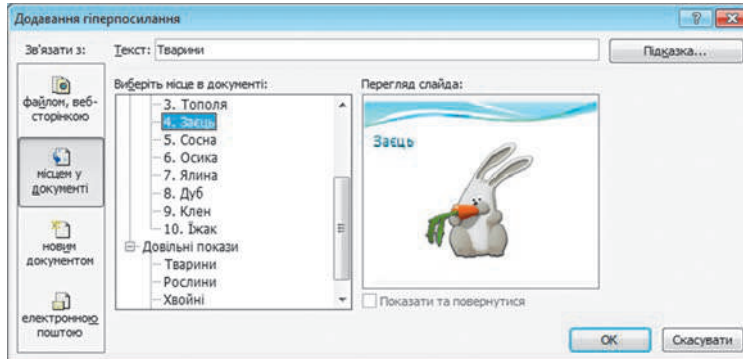 Додавання гіперпосилання
Зв'язати з:
Текст: Тварини
Підказка...
файлом, веб-
сторінкою
місцем у
документі
новим
документом
електронною
поштою
Виберіть місце в документі:
3. Тополя
4. Заєць
5. Сосна
6. Осика
7. Ялина
8. Дуб
9. Клен
10. Їжак
Довільні покази
Тварини
Рослини
Хвойні
Перегляд слайда:
Заєць
Показати та повернутися
ОК
Скасувати